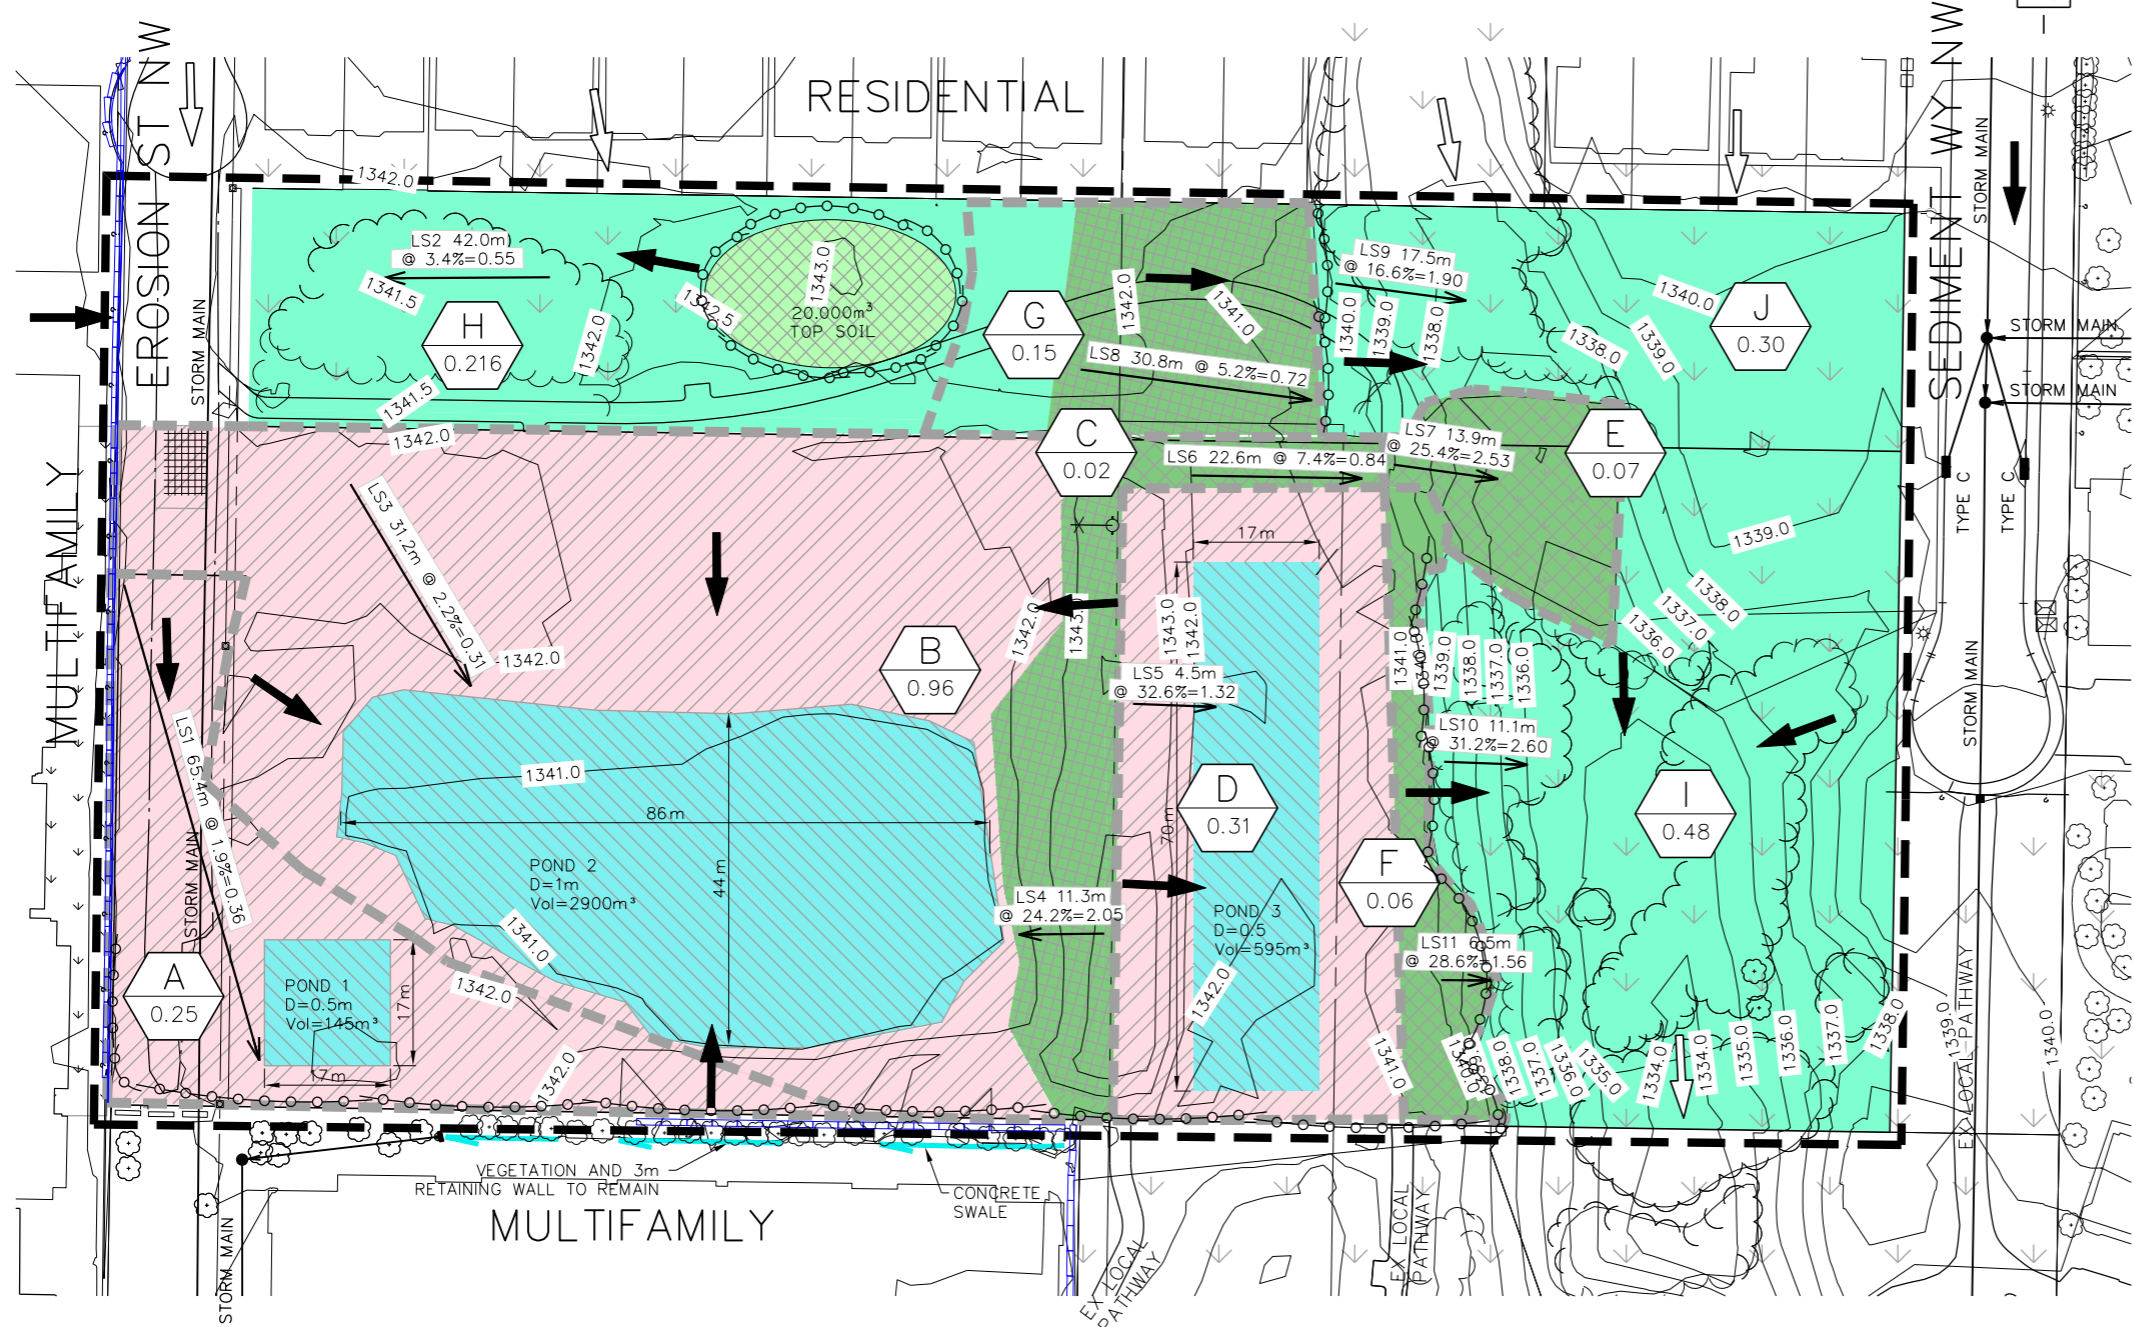 RESIDENTIAL
EROSION ST NW
SEDIMENT WY NW
MULTIFAMILY
MULTIFAMILY
1342.0
LS2 42.0m
@ 3.4%=0.55
1341.5
H
0.216
1342.0
1342.5
1343.0
20.000m³
TOP SOIL
1341.5
1342.0
G
0.15
1342.0
1341.0
LS8 30.8m @ 5.2%=0.72
LS9 17.5m
@ 16.6%=1.90
1340.0
1339.0
1338.0
1340.0
1338.0
1339.0
J
0.30
STORM MAIN
STORM MAIN
STORM MAIN
STORM MAIN
TYPE C
TYPE C
STORM MAIN
C
0.02
LS6 22.6m @ 7.4%=0.84
LS7 13.9m
@ 25.4%=2.53
E
0.07
1339.0
1338.0
1337.0
1336.0
LS3 31.2m @ 2.2%=0.31
1342.0
B
0.96
1342.0
1343.0
17m
1343.0
1342.0
LS5 4.5m
@ 32.6%=1.32
1341.0
1339.0
1338.0
1337.0
1336.0
LS10 11.1m
@ 31.2%=2.60
LS1 65.4m @ 1.9%=0.36
STORM MAIN
1341.0
86m
44m
POND 2
D=1m
Vol=2900m³
1341.0
1342.0
D
0.31
70m
POND 3
D=0.5
Vol=595m³
1342.0
I
0.48
F
0.06
LS4 11.3m
@ 24.2%=2.05
LS11 6.5m
@ 28.6%=1.56
A
0.25
POND 1
D=0.5m
Vol=145m³
17m
17m
1342.0
1341.0
1338.0
1337.0
1336.0
1335.0
1334.0
1334.0
1335.0
1336.0
1337.0
1338.0
1339.0
1340.0
EX LOCAL PATHWAY
VEGETATION AND 3m
RETAINING WALL TO REMAIN
CONCRETE
SWALE
STORM MAIN
EX LOCAL
PATHWAY
EX LOCAL
PATHWAY